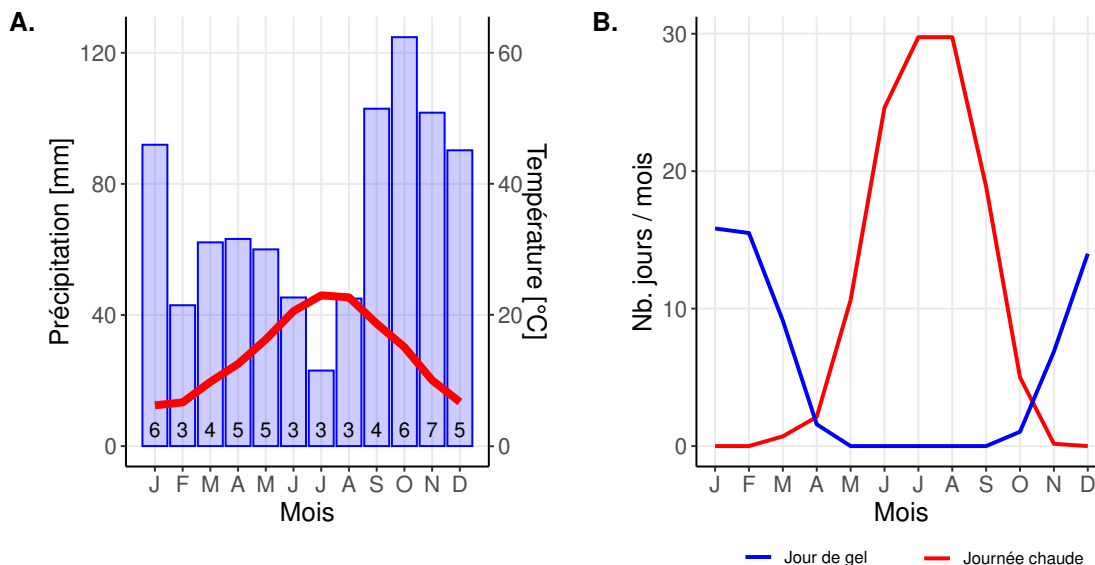 A.
Précipitation [mm]
120
80
40
0
60
40
20
0
Température [°C]
6 3 4 5 5 3 3 3 4 6 7 5
J F M A M J J A S O N D
Mois
B.
Nb. jours / mois
30
20
10
0
J F M A M J J A S O N D
Mois
Jour de gel Journée chaude